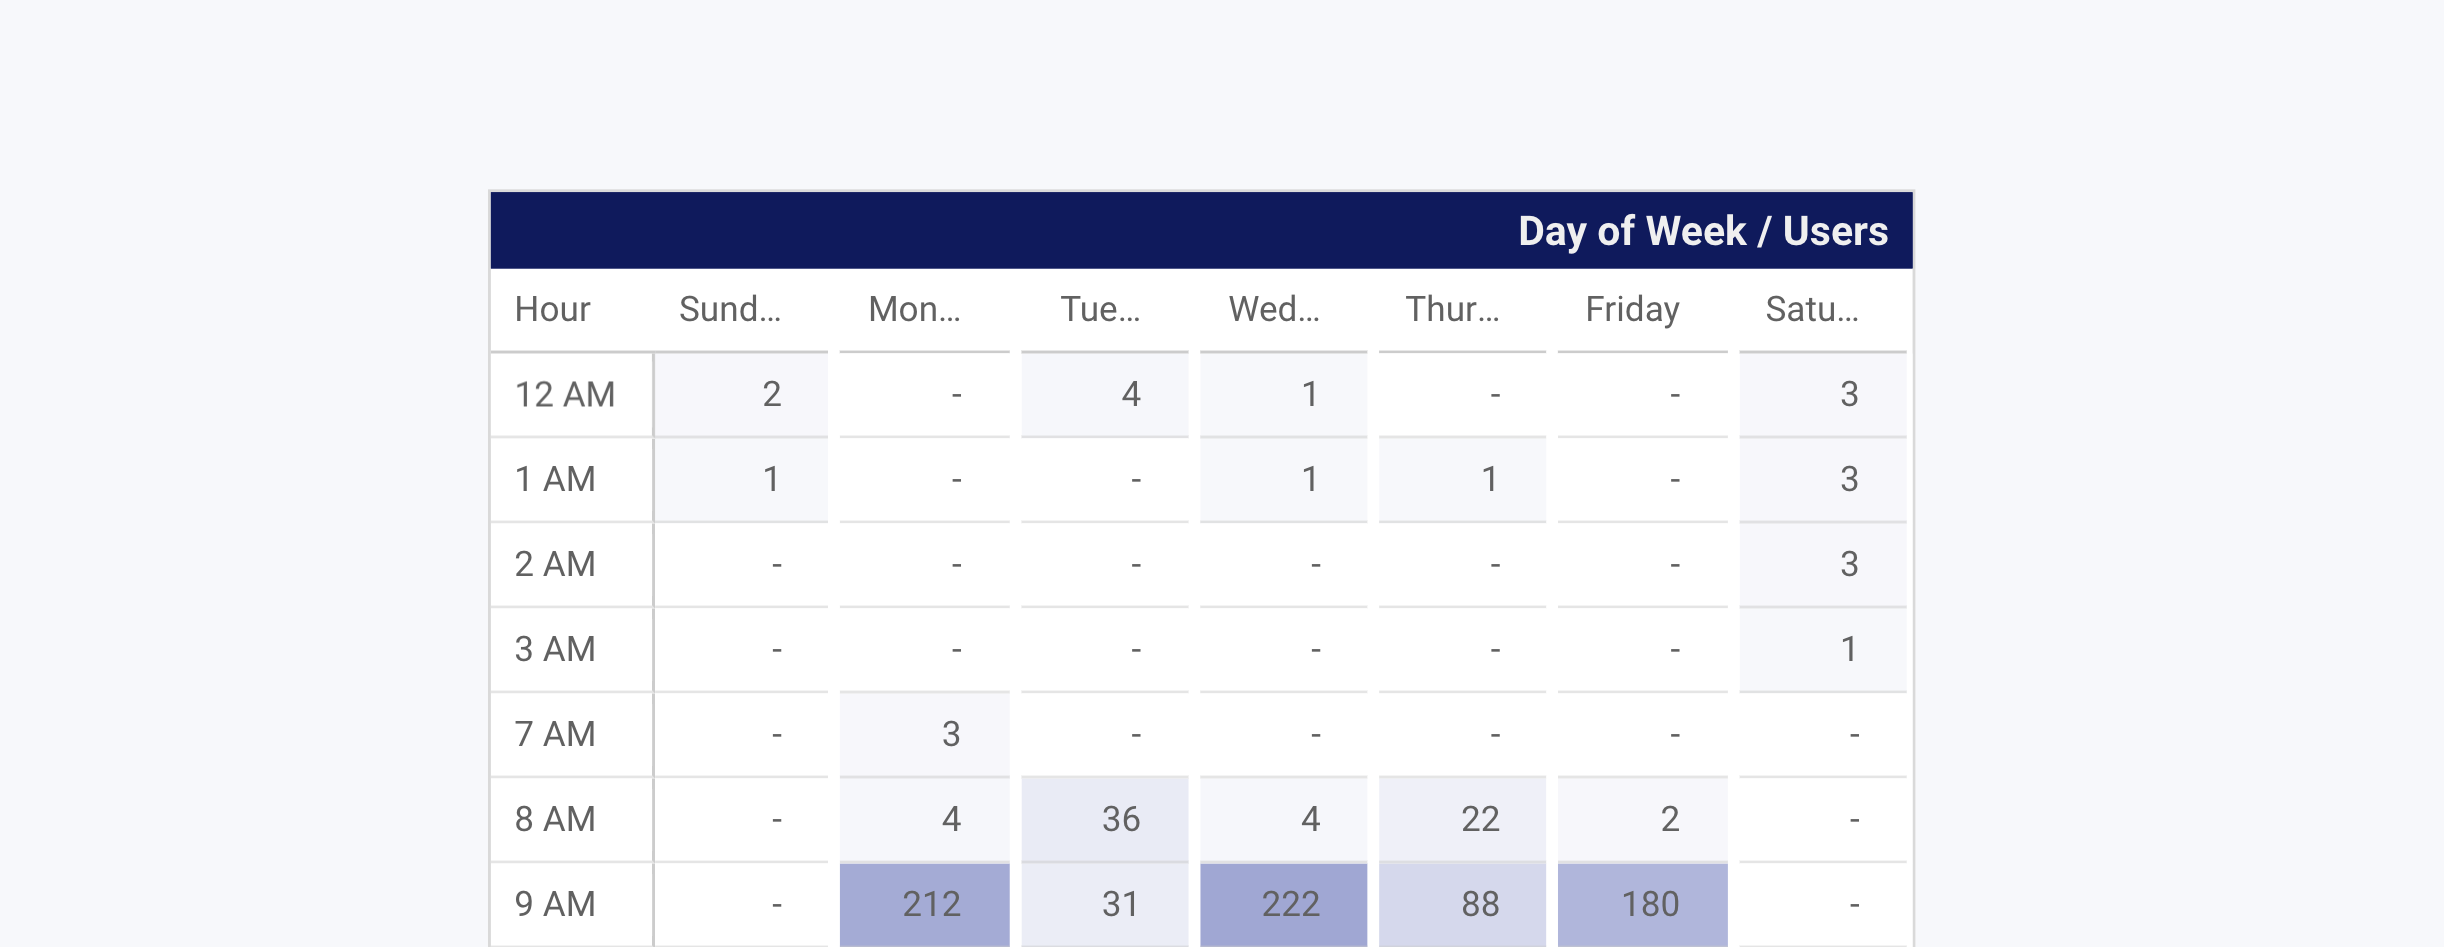 Day of Week / Users
Hour Sund... Mon... Tue... Wed... Thur... Friday Satu...
12 AM 2 - 4 1 - - 3
1 AM 1 - - 1 1 - 3
2 AM - - - - - - 3
3 AM - - - - - - 1
7 AM - 3 - - - - -
8 AM - 4 36 4 22 2 -
9 AM - 212 31 222 88 180 -